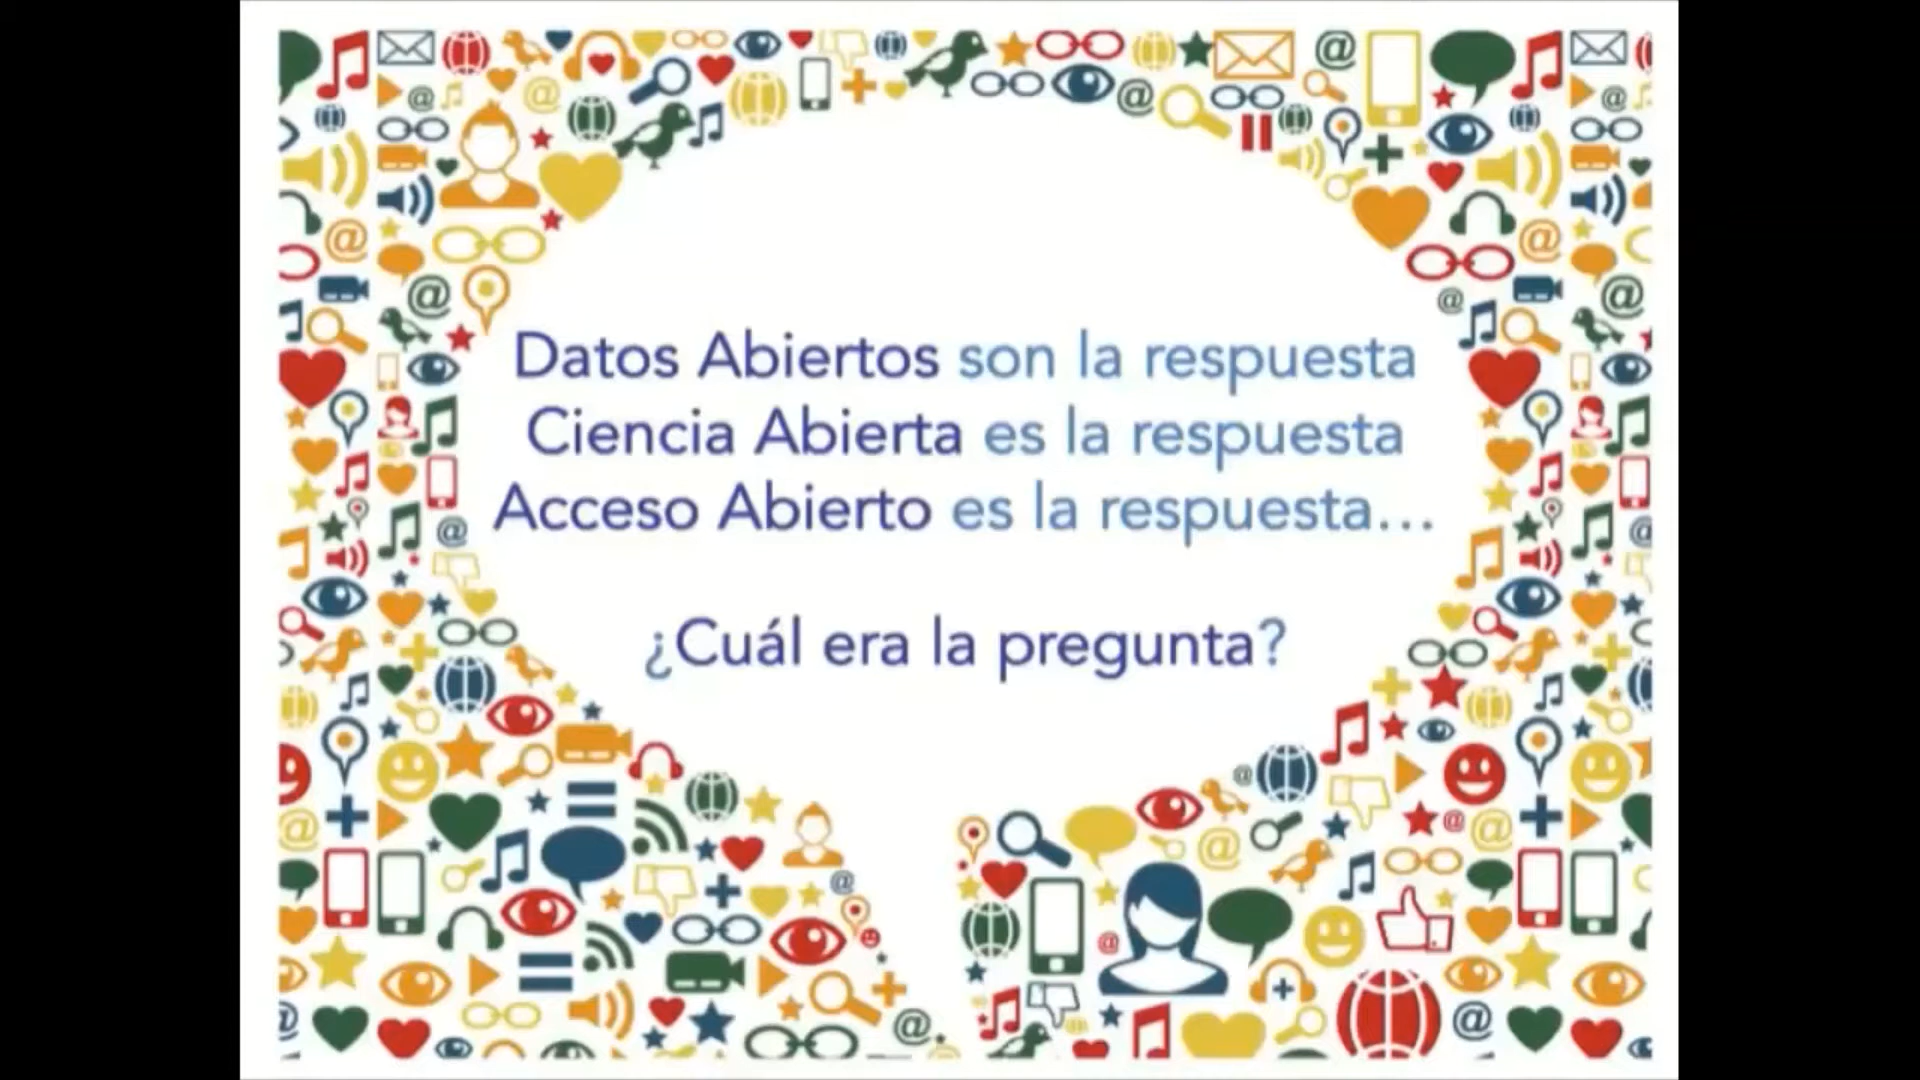 Datos Abiertos son la respuesta
Ciencia Abierta es la respuesta
Acceso Abierto es la respuesta...
¿Cuál era la pregunta?